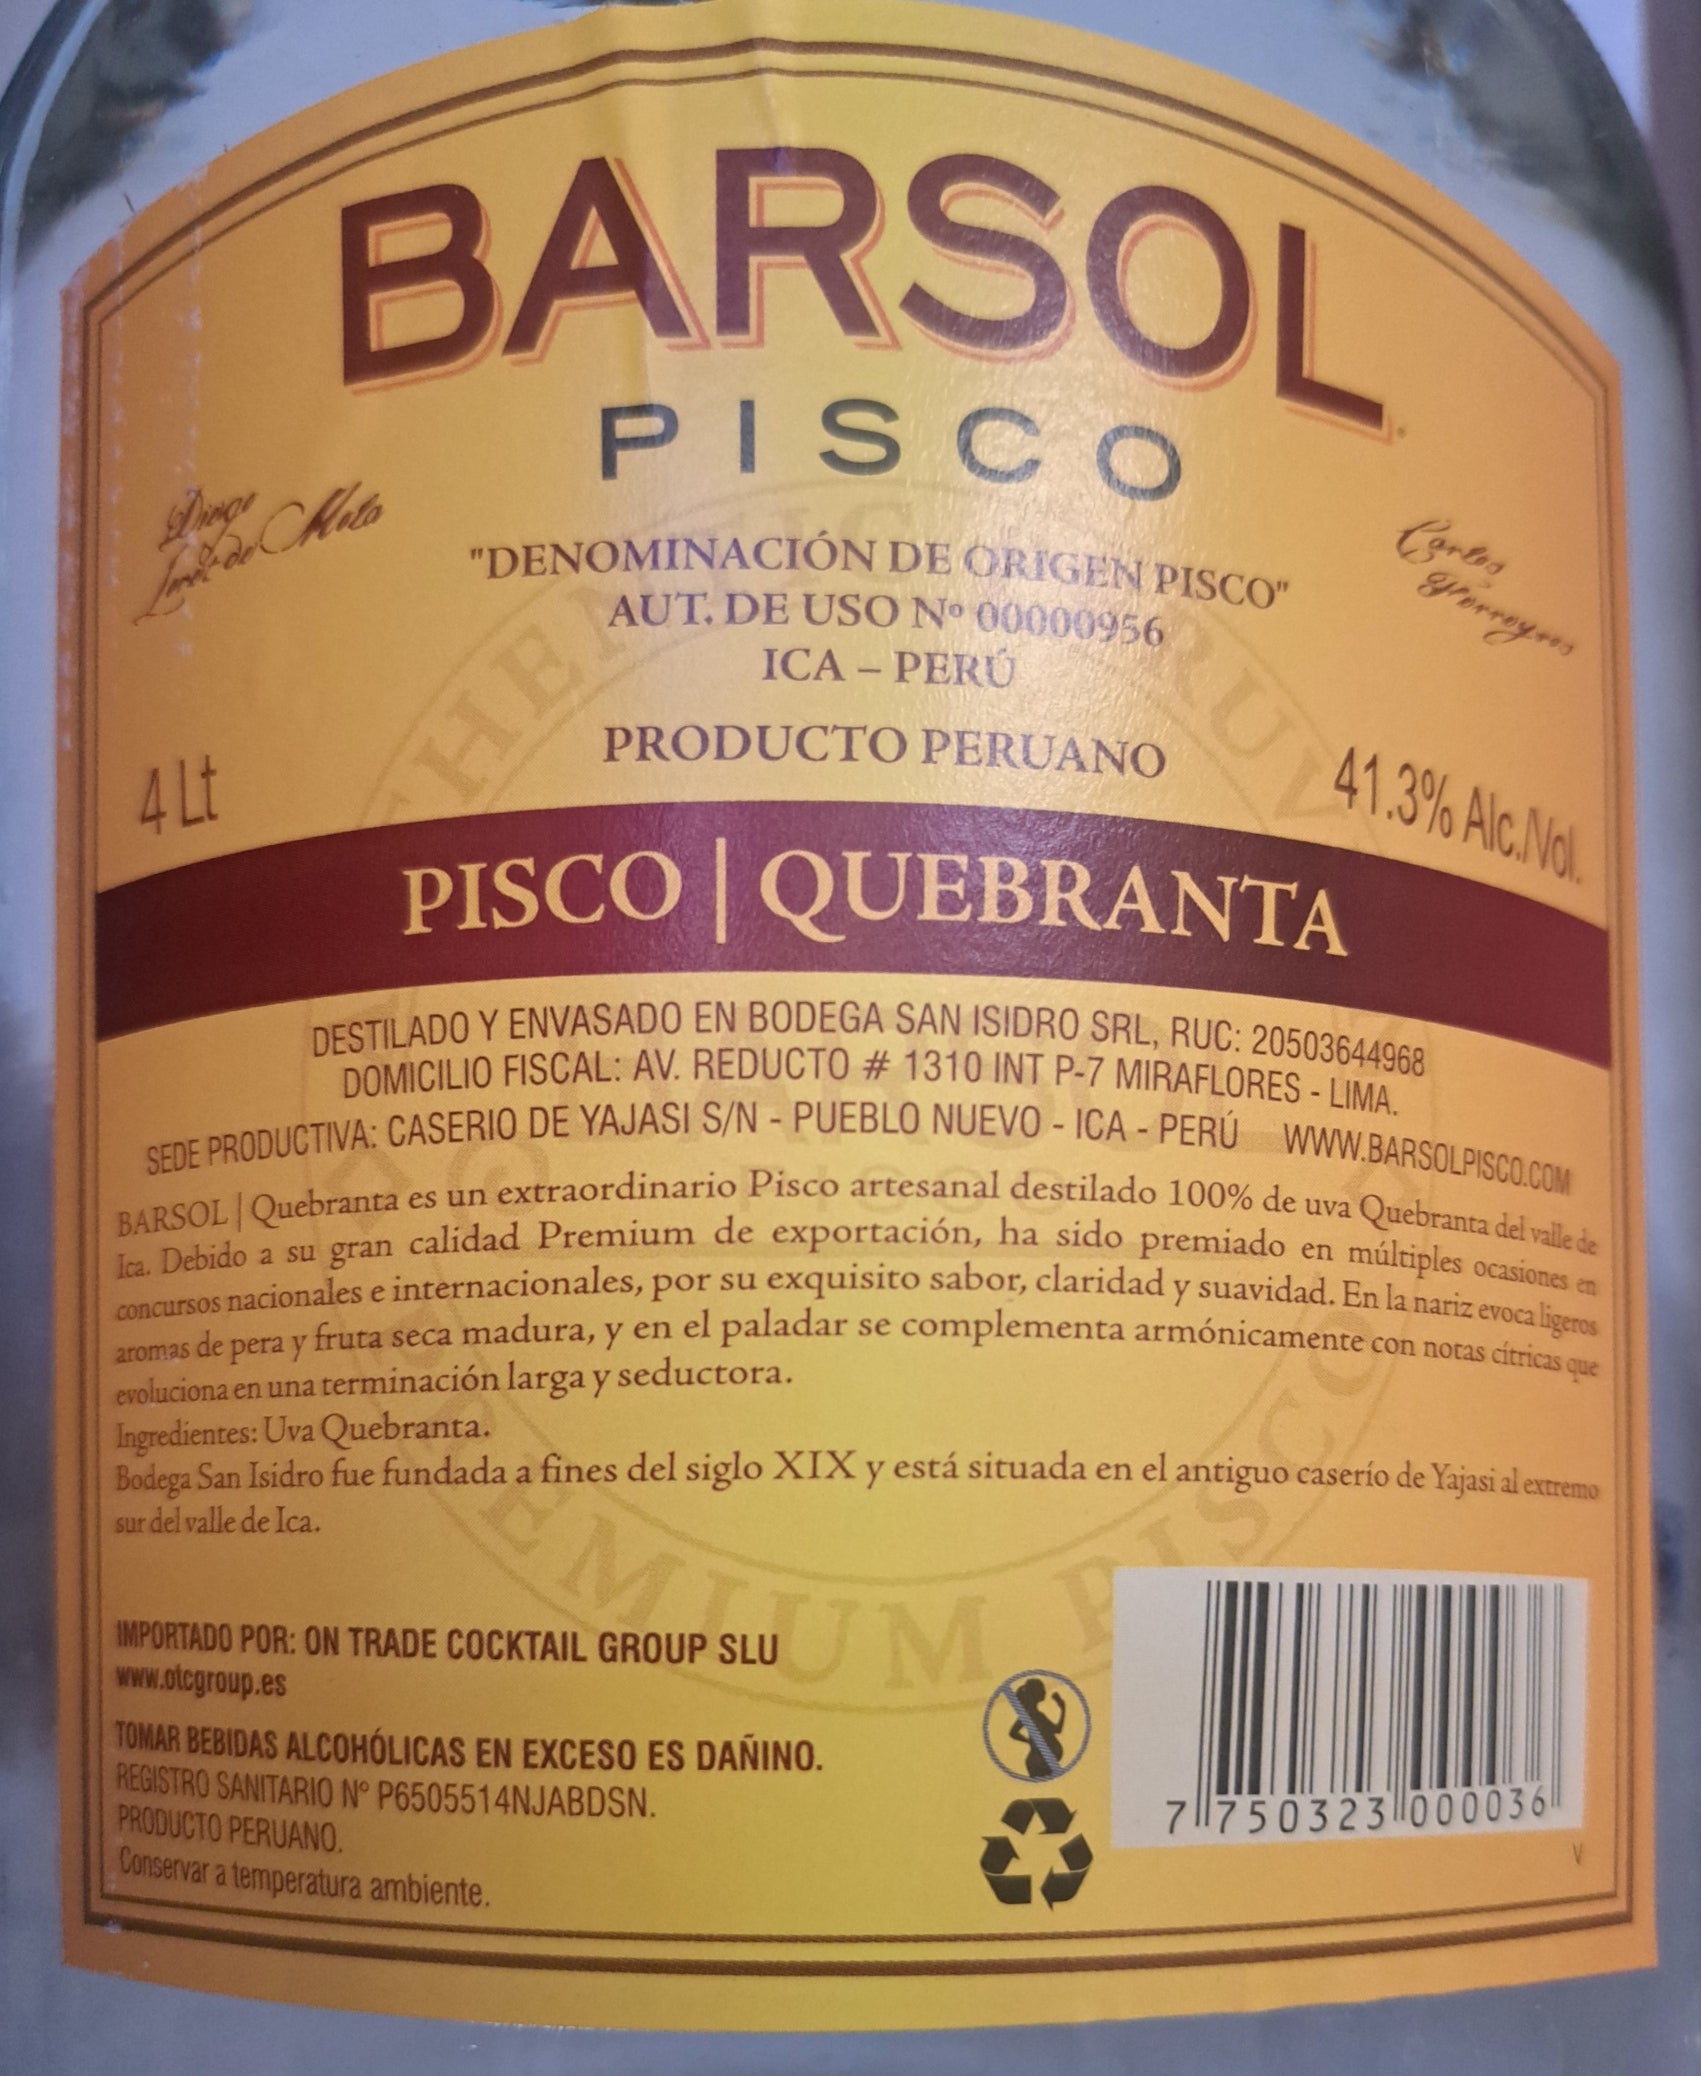 BARSOL
PISCO
Diego Loret de Mola
Carlos Ferreyros
"DENOMINACIÓN DE ORIGEN PISCO"
AUT. DE USO Nº 00000956
ICA – PERÚ
PRODUCTO PERUANO
4 Lt
41.3% Alc./Vol.
PISCO | QUEBRANTA
DESTILADO Y ENVASADO EN BODEGA SAN ISIDRO SRL, RUC: 20503644968
DOMICILIO FISCAL: AV. REDUCTO # 1310 INT P-7 MIRAFLORES - LIMA.
SEDE PRODUCTIVA: CASERIO DE YAJASI S/N - PUEBLO NUEVO - ICA - PERÚ WWW.BARSOLPISCO.COM
BARSOL | Quebranta es un extraordinario Pisco artesanal destilado 100% de uva Quebranta del valle de
Ica. Debido a su gran calidad Premium de exportación, ha sido premiado en múltiples ocasiones en
concursos nacionales e internacionales, por su exquisito sabor, claridad y suavidad. En la nariz evoca ligeros
aromas de pera y fruta seca madura, y en el paladar se complementa armónicamente con notas cítricas que
evoluciona en una terminación larga y seductora.
Ingredientes: Uva Quebranta.
Bodega San Isidro fue fundada a fines del siglo XIX y está situada en el antiguo caserío de Yajasi al extremo
sur del valle de Ica.
IMPORTADO POR: ON TRADE COCKTAIL GROUP SLU
www.otcgroup.es
TOMAR BEBIDAS ALCOHÓLICAS EN EXCESO ES DAÑINO.
REGISTRO SANITARIO Nº P6505514NJABDSN.
PRODUCTO PERUANO.
Conservar a temperatura ambiente.
7 750323 000036
V
PREMIUM PISCO